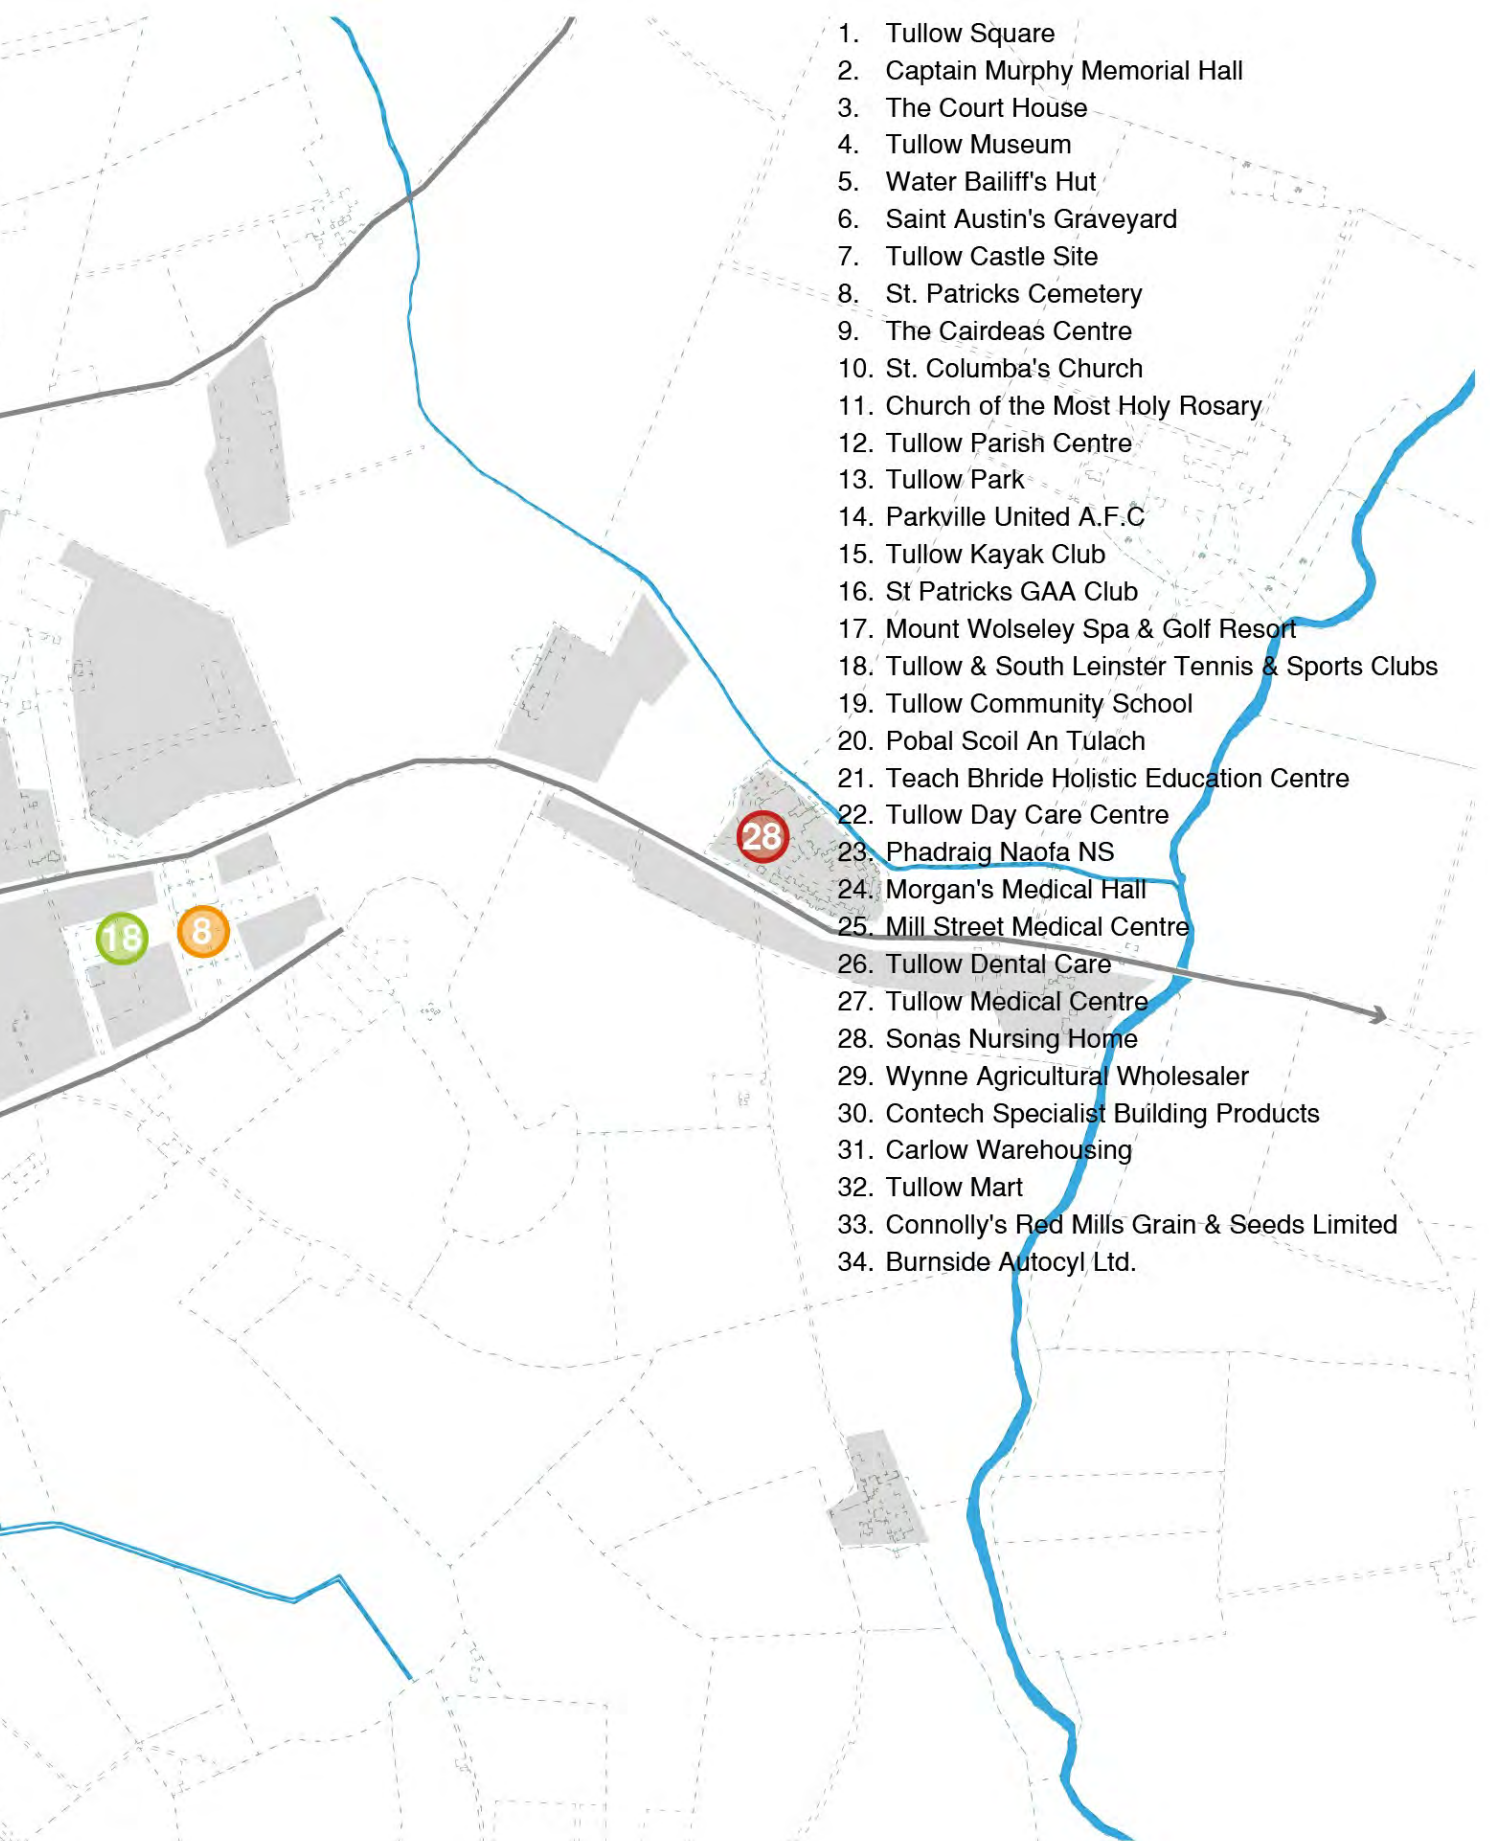 1. Tullow Square
2. Captain Murphy Memorial Hall
3. The Court House
4. Tullow Museum
5. Water Bailiff's Hut
6. Saint Austin's Graveyard
7. Tullow Castle Site
8. St. Patricks Cemetery
9. The Cairdeas Centre
10. St. Columba's Church
11. Church of the Most Holy Rosary
12. Tullow Parish Centre
13. Tullow Park
14. Parkville United A.F.C
15. Tullow Kayak Club
16. St Patricks GAA Club
17. Mount Wolseley Spa & Golf Resort
18. Tullow & South Leinster Tennis & Sports Clubs
19. Tullow Community School
20. Pobal Scoil An Tulach
21. Teach Bhride Holistic Education Centre
22. Tullow Day Care Centre
23. Phadraig Naofa NS
24. Morgan's Medical Hall
25. Mill Street Medical Centre
26. Tullow Dental Care
27. Tullow Medical Centre
28. Sonas Nursing Home
29. Wynne Agricultural Wholesaler
30. Contech Specialist Building Products
31. Carlow Warehousing
32. Tullow Mart
33. Connolly's Red Mills Grain & Seeds Limited
34. Burnside Autocyl Ltd.
28
18
8